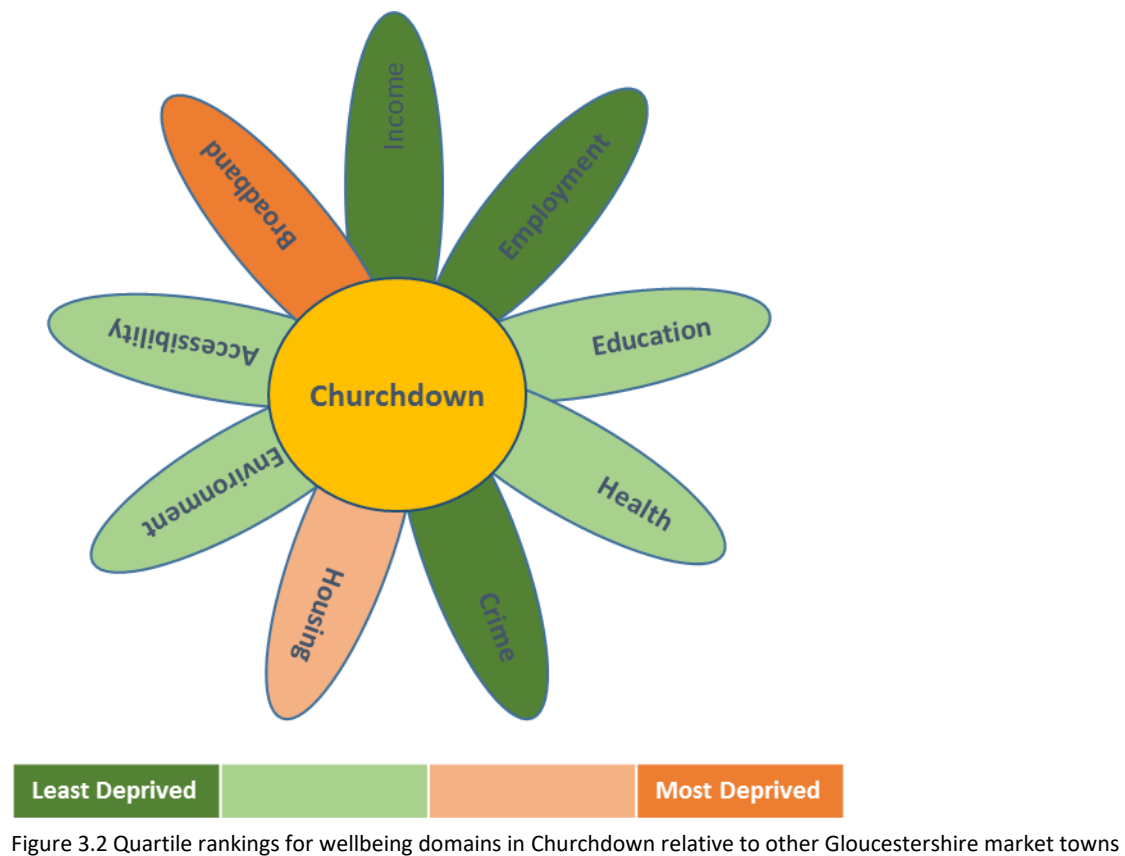 Income
Employment
Education
Health
Crime
Housing
Environment
Accessibility
Broadband
Churchdown
Least Deprived
Most Deprived
Figure 3.2 Quartile rankings for wellbeing domains in Churchdown relative to other Gloucestershire market towns